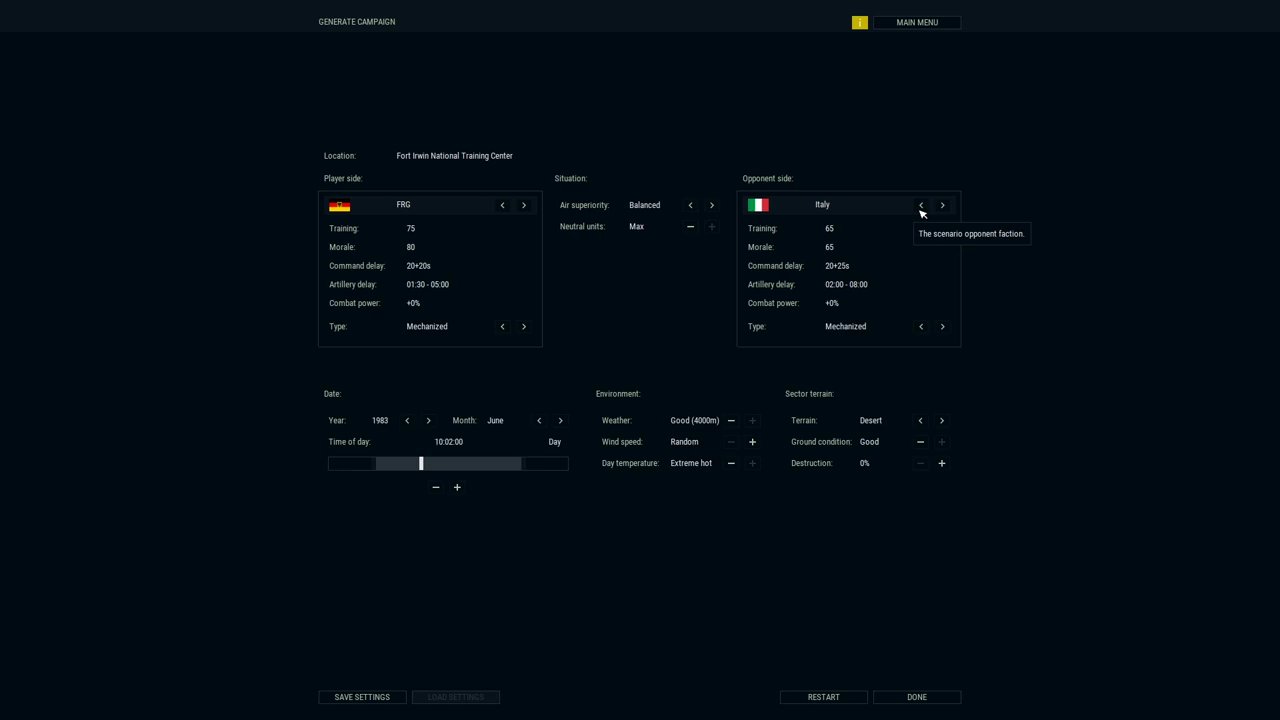 GENERATE CAMPAIGN
i
MAIN MENU
Location: Fort Irwin National Training Center
Player side:
Situation:
Opponent side:
FRG
Training: 75
Morale: 80
Command delay: 20+20s
Artillery delay: 01:30 - 05:00
Combat power: +0%
Type: Mechanized
Air superiority: Balanced
Neutral units: Max
Italy
The scenario opponent faction.
Training: 65
Morale: 65
Command delay: 20+25s
Artillery delay: 02:00 - 08:00
Combat power: +0%
Type: Mechanized
Date:
Year: 1983 Month: June
Time of day: 10:02:00 Day
Environment:
Weather: Good (4000m)
Wind speed: Random
Day temperature: Extreme hot
Sector terrain:
Terrain: Desert
Ground condition: Good
Destruction: 0%
SAVE SETTINGS
LOAD SETTINGS
RESTART
DONE